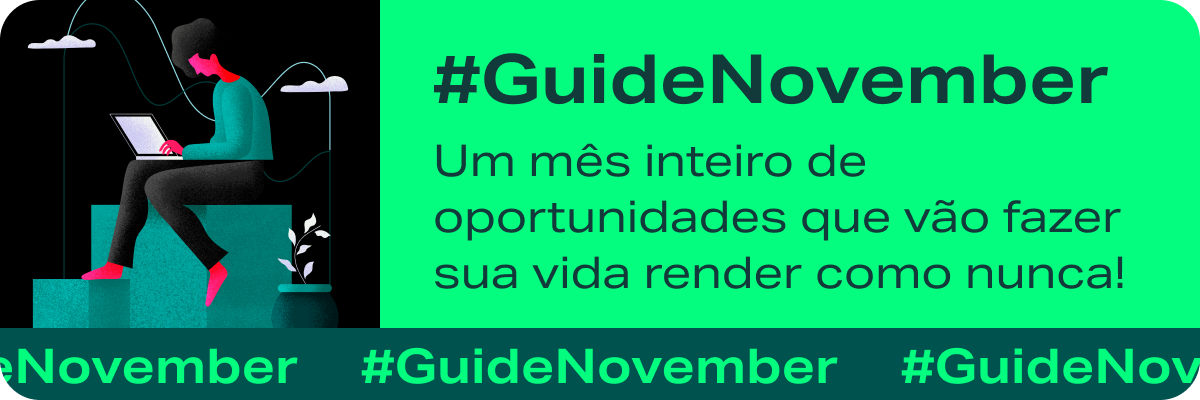 #GuideNovember
Um mês inteiro de
oportunidades que vão fazer
sua vida render como nunca!
eNovember #GuideNovember #GuideNov